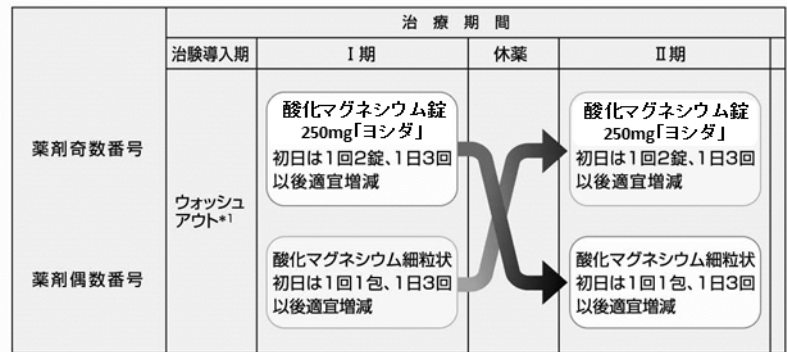 治療期間
治験導入期 Ⅰ期 休薬 Ⅱ期
薬剤奇数番号
ウォッシュ
アウト*1
酸化マグネシウム錠
250mg「ヨシダ」
初日は1回2錠、1日3回
以後適宜増減
酸化マグネシウム錠
250mg「ヨシダ」
初日は1回2錠、1日3回
以後適宜増減
薬剤偶数番号
酸化マグネシウム細粒状
初日は1回1包、1日3回
以後適宜増減
酸化マグネシウム細粒状
初日は1回1包、1日3回
以後適宜増減